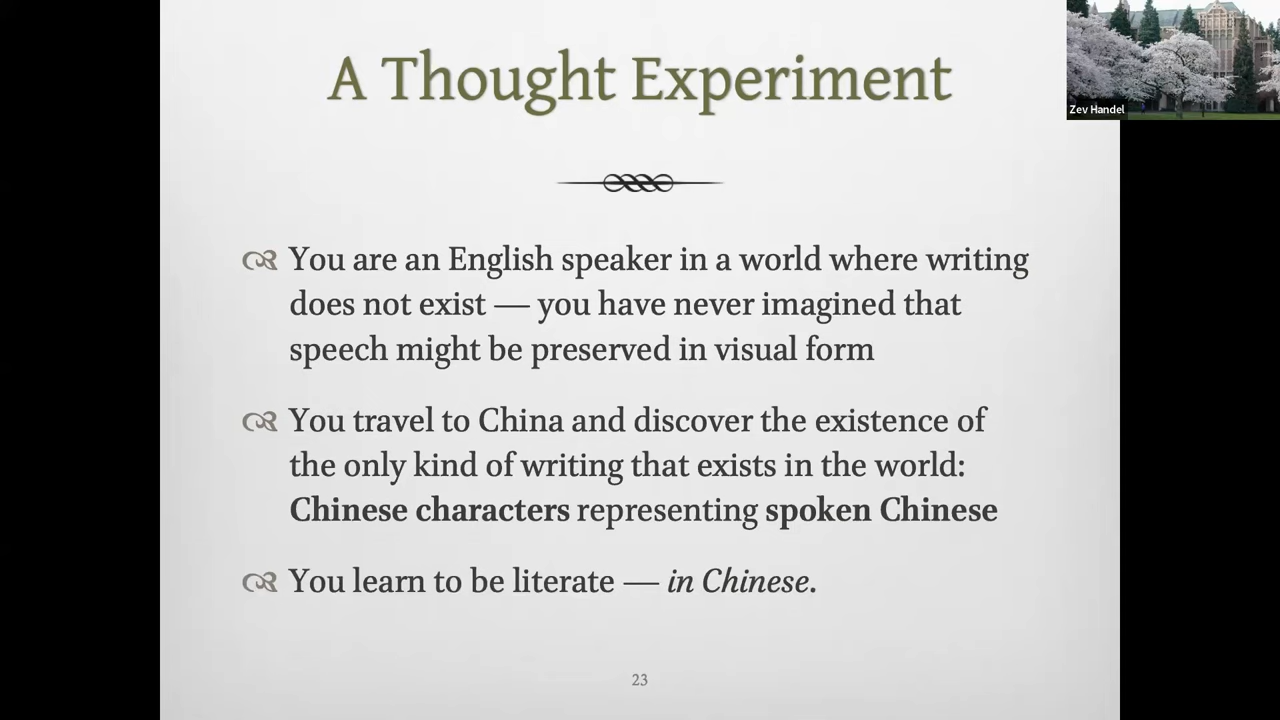 A Thought Experiment
Zev Handel
You are an English speaker in a world where writing
does not exist — you have never imagined that
speech might be preserved in visual form
You travel to China and discover the existence of
the only kind of writing that exists in the world:
Chinese characters representing spoken Chinese
You learn to be literate — in Chinese.
23